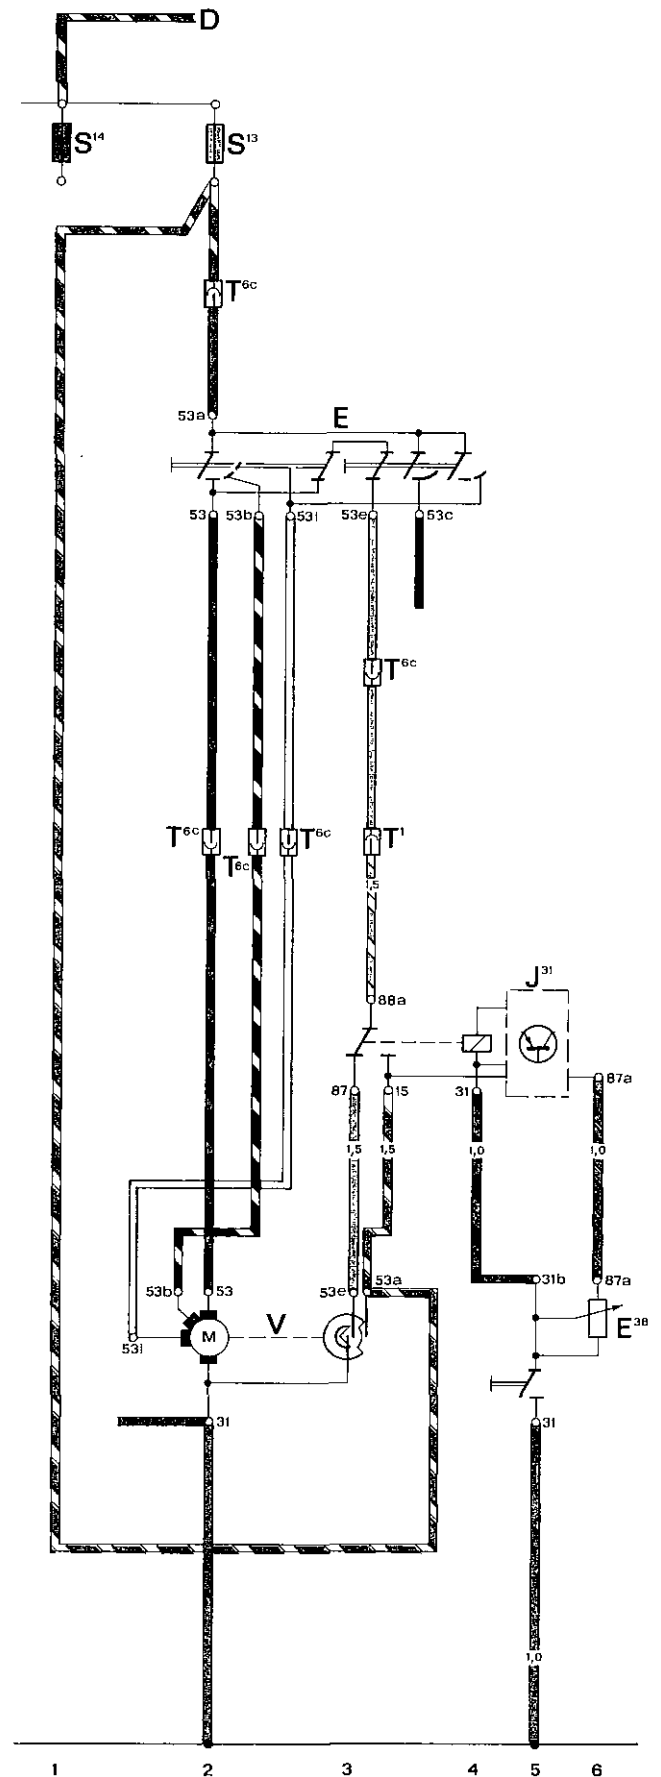 D
S14 S13
T6c
53a E
53 53b 53i 53e 53c
T6c
T6c T6c T6c T1
1,5
88a J31
87 15 31 87a
1,5 1,5 1,0 1,0
53b 53 53e 53a 31b 87a
M V E38
53i
31 31
1,0
1 2 3 4 5 6